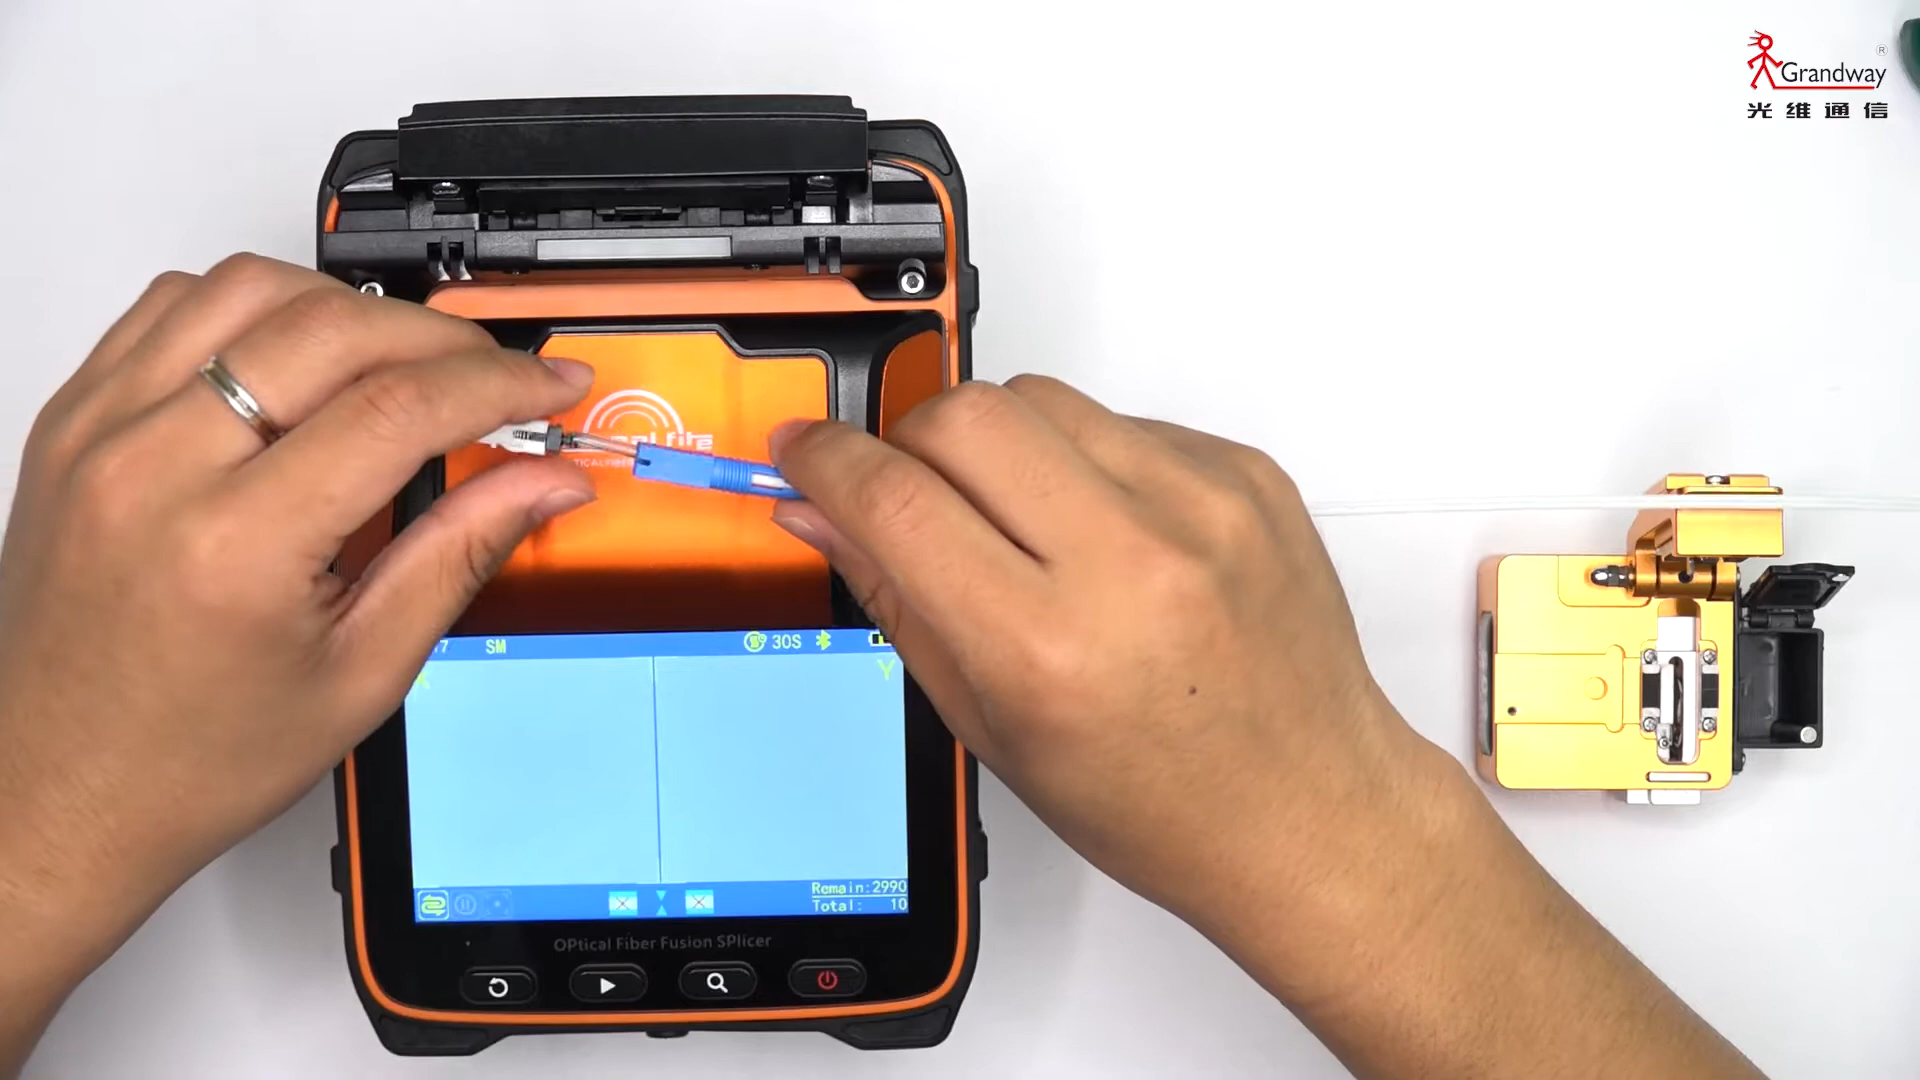 Grandway
®
光维通信
SM
30S
Y
Remain:2990
Total: 10
OPtical Fiber Fusion SPlicer